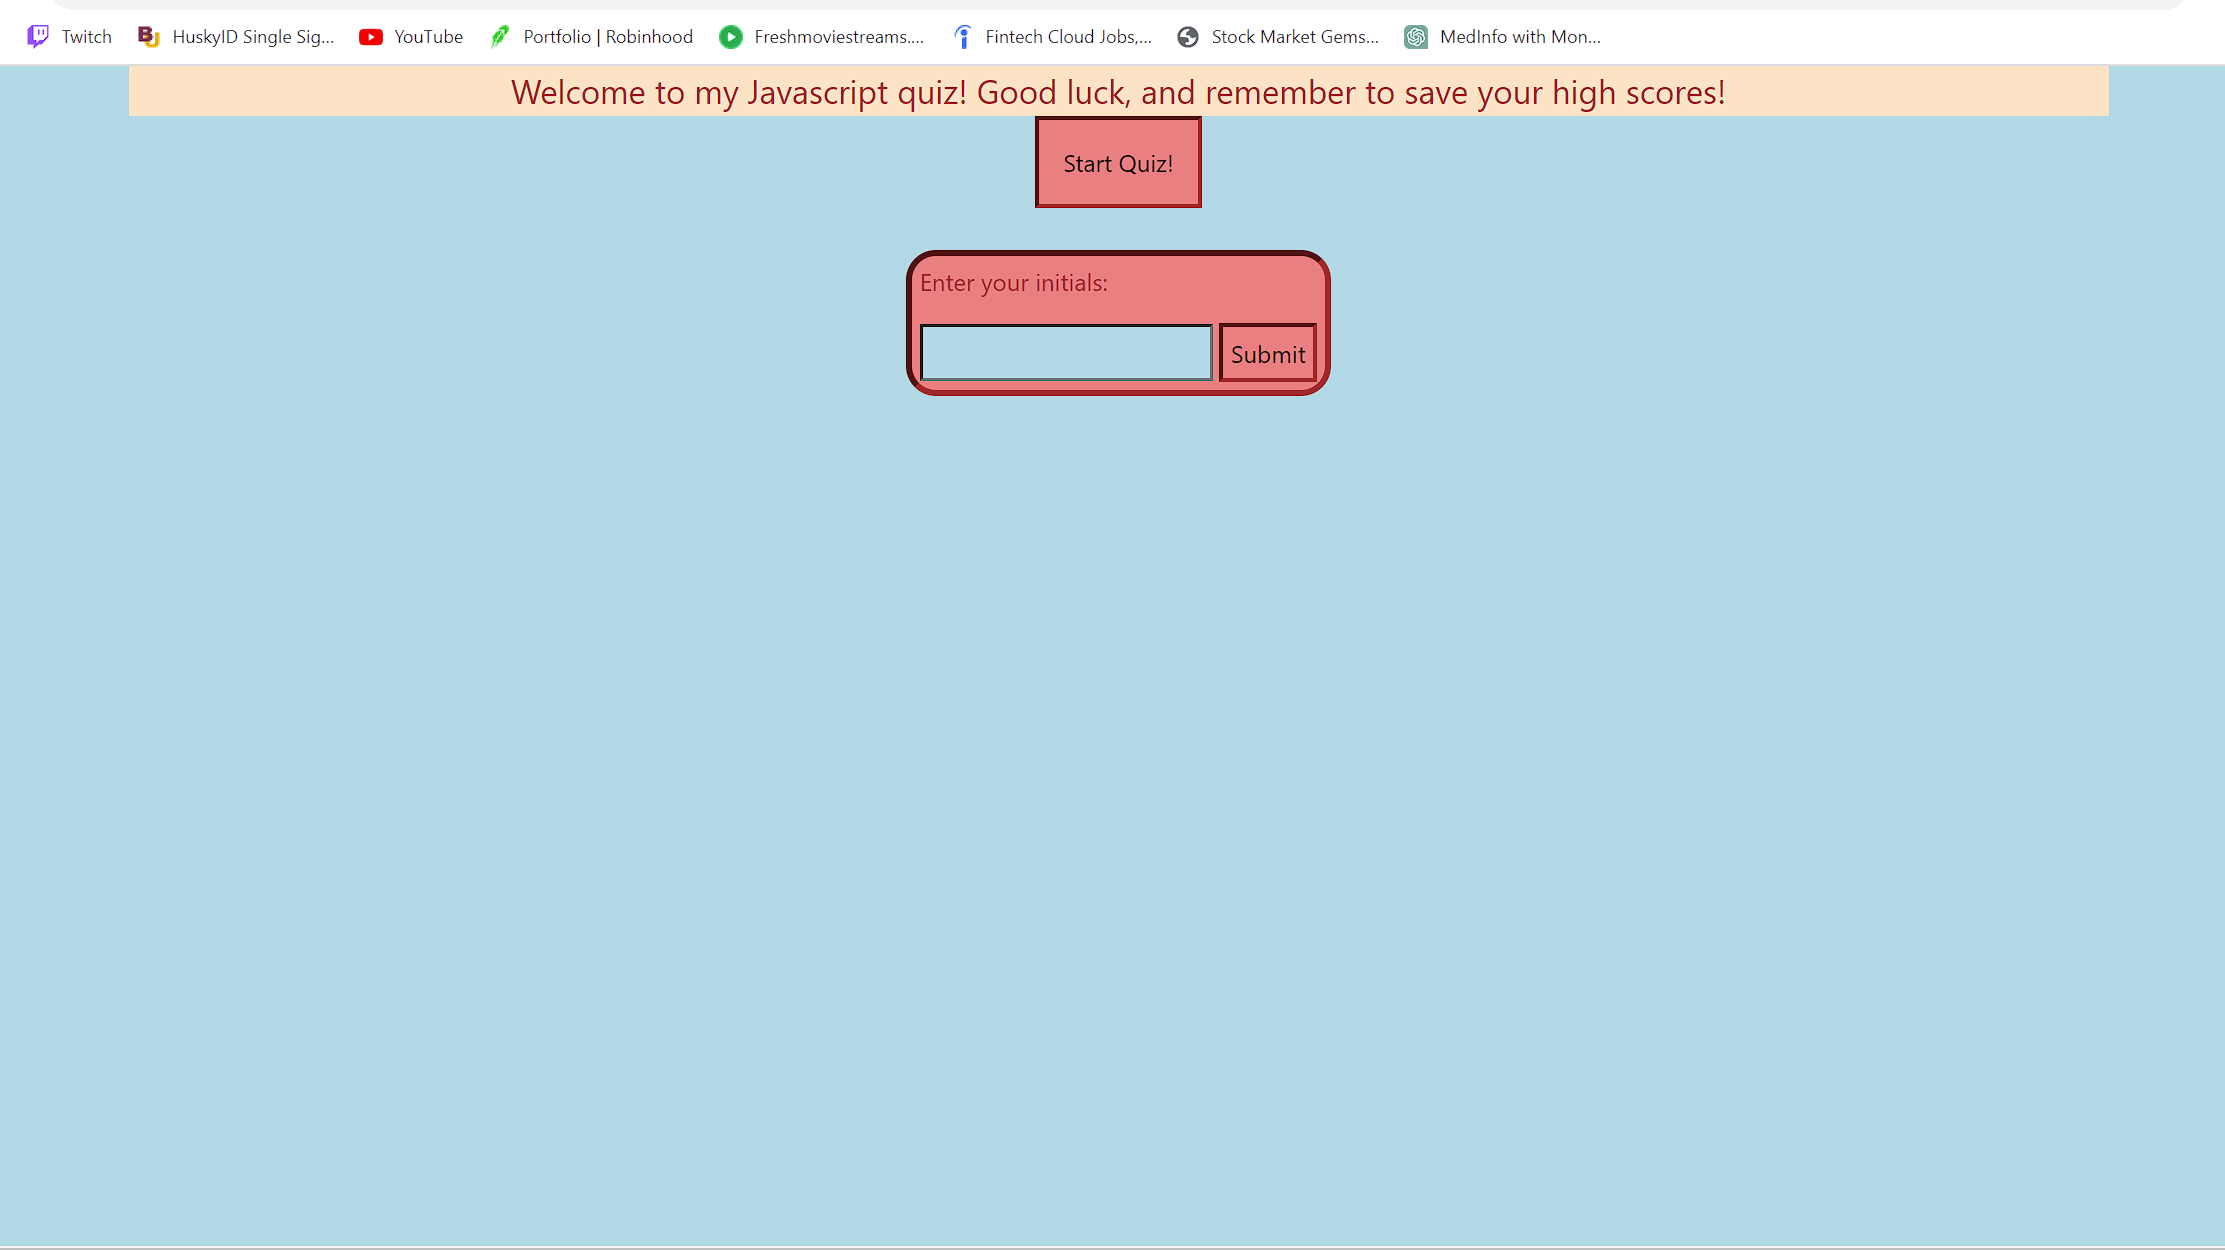 Twitch HuskyID Single Sig... YouTube Portfolio | Robinhood Freshmoviestreams.... Fintech Cloud Jobs,... Stock Market Gems... MedInfo with Mon...
Welcome to my Javascript quiz! Good luck, and remember to save your high scores!
Start Quiz!
Enter your initials:
Submit